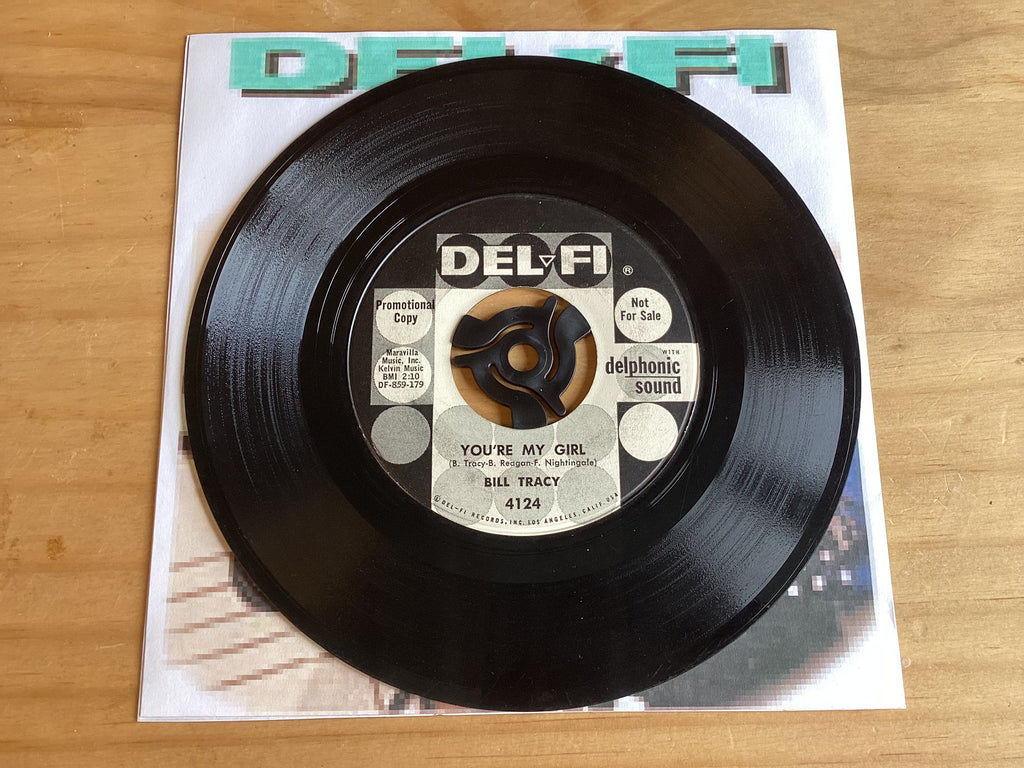 DEL-FI
DEL▽FI ®
Promotional
Copy
Not
For Sale
Maravilla
Music, Inc.
Kelvin Music
BMI 2:10
DF-859-179
WITH
delphonic
sound
YOU'RE MY GIRL
(B. Tracy-B. Reagan-F. Nightingale)
BILL TRACY
4124
© DEL-FI RECORDS, INC. LOS ANGELES, CALIF. USA